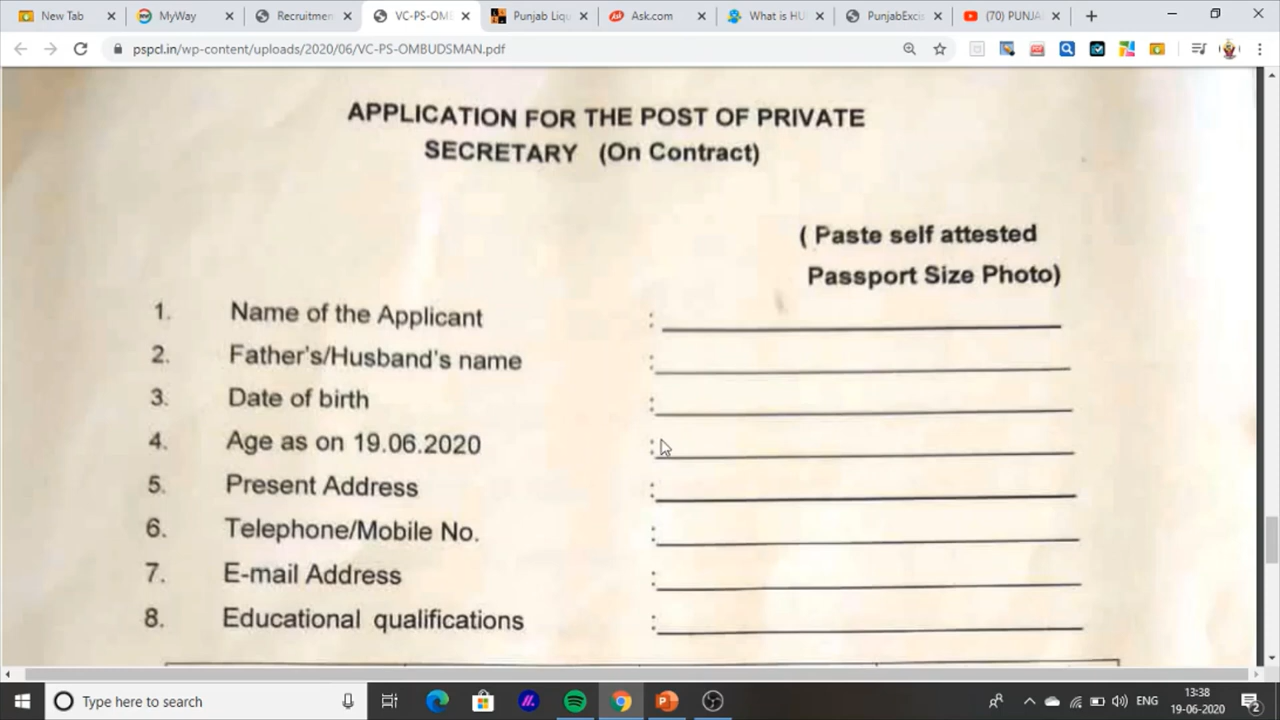 New Tab
MyWay
Recruitmen
VC-PS-OMB
Punjab Liqu
Ask.com
What is HU
PunjabExcis
(70) PUNJA
pspcl.in/wp-content/uploads/2020/06/VC-PS-OMBUDSMAN.pdf
APPLICATION FOR THE POST OF PRIVATE
SECRETARY (On Contract)
( Paste self attested
Passport Size Photo)
1. Name of the Applicant :
2. Father's/Husband's name :
3. Date of birth :
4. Age as on 19.06.2020 :
5. Present Address :
6. Telephone/Mobile No. :
7. E-mail Address :
8. Educational qualifications :
Type here to search
ENG
13:38
19-06-2020
2